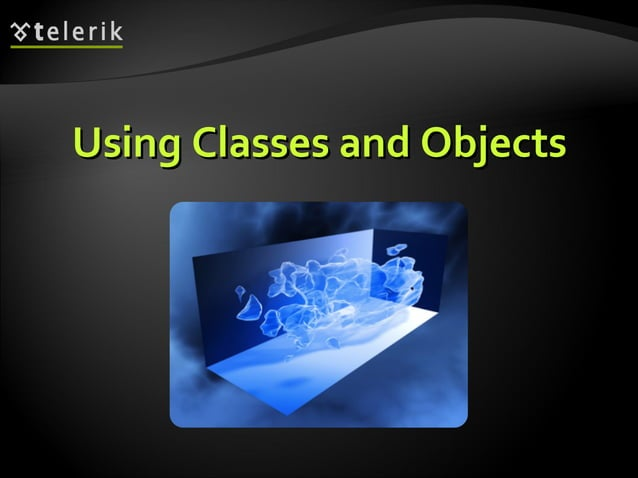 telerik
Using Classes and Objects